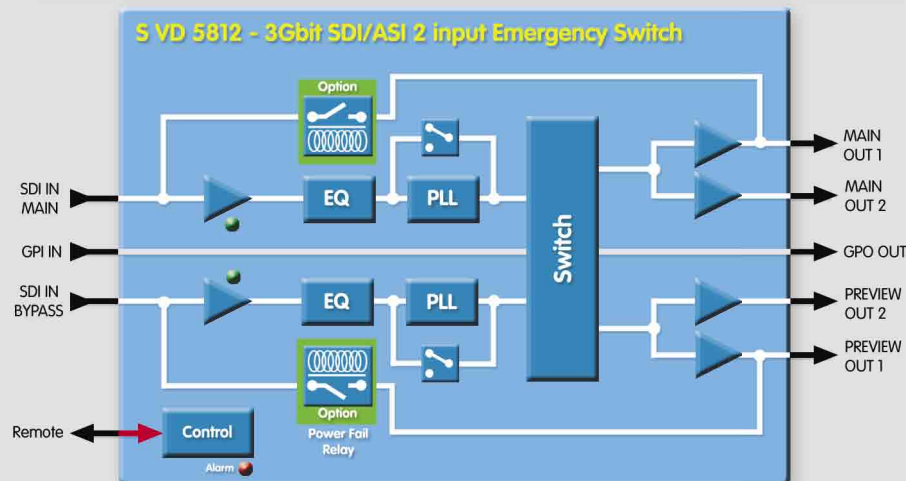 S VD 5812 - 3Gbit SDI/ASI 2 input Emergency Switch
Option
MAIN
OUT 1
SDI IN
MAIN
EQ
PLL
MAIN
OUT 2
Switch
GPI IN
GPO OUT
SDI IN
BYPASS
EQ
PLL
PREVIEW
OUT 2
PREVIEW
OUT 1
Option
Power Fail
Relay
Remote
Control
Alarm